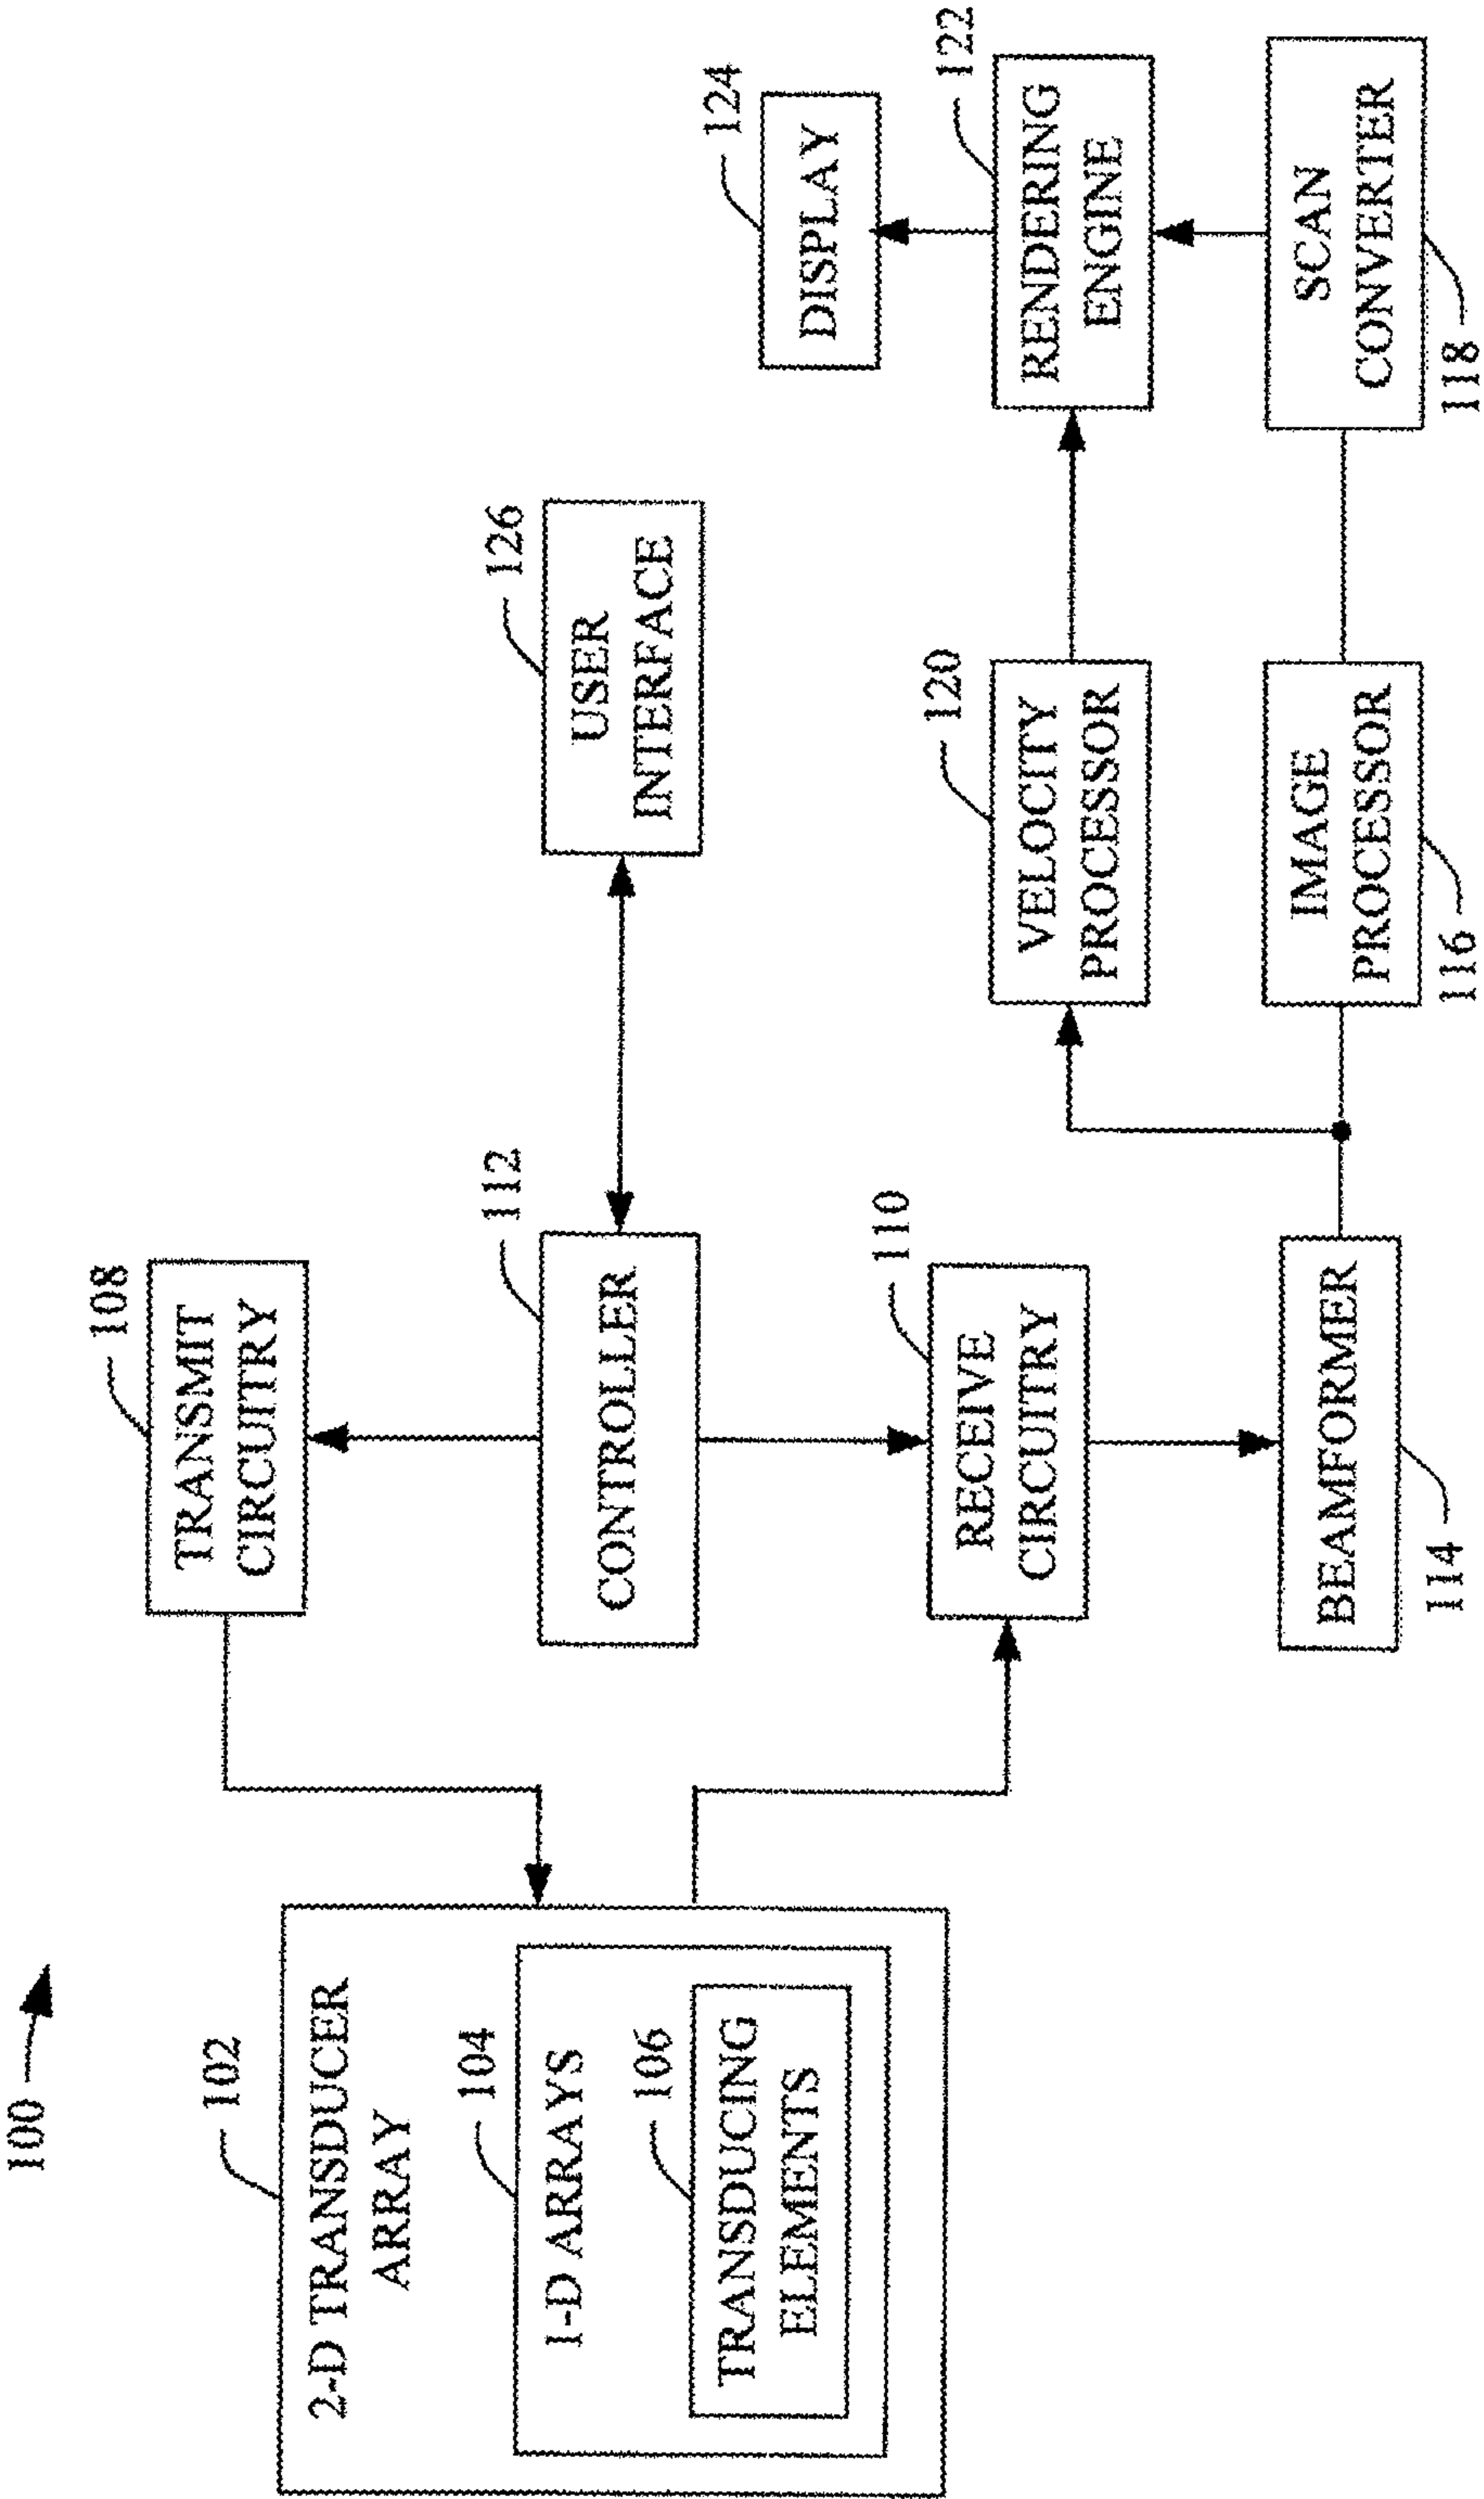 100
102
2-D TRANSDUCER
ARRAY
104
1-D ARRAYS
106
TRANSDUCING
ELEMENTS
108
TRANSMIT
CIRCUITRY
112
CONTROLLER
126
USER
INTERFACE
110
RECEIVE
CIRCUITRY
BEAMFORMER
114
120
VELOCITY
PROCESSOR
IMAGE
PROCESSOR
116
124
DISPLAY
122
RENDERING
ENGINE
SCAN
CONVERTER
118